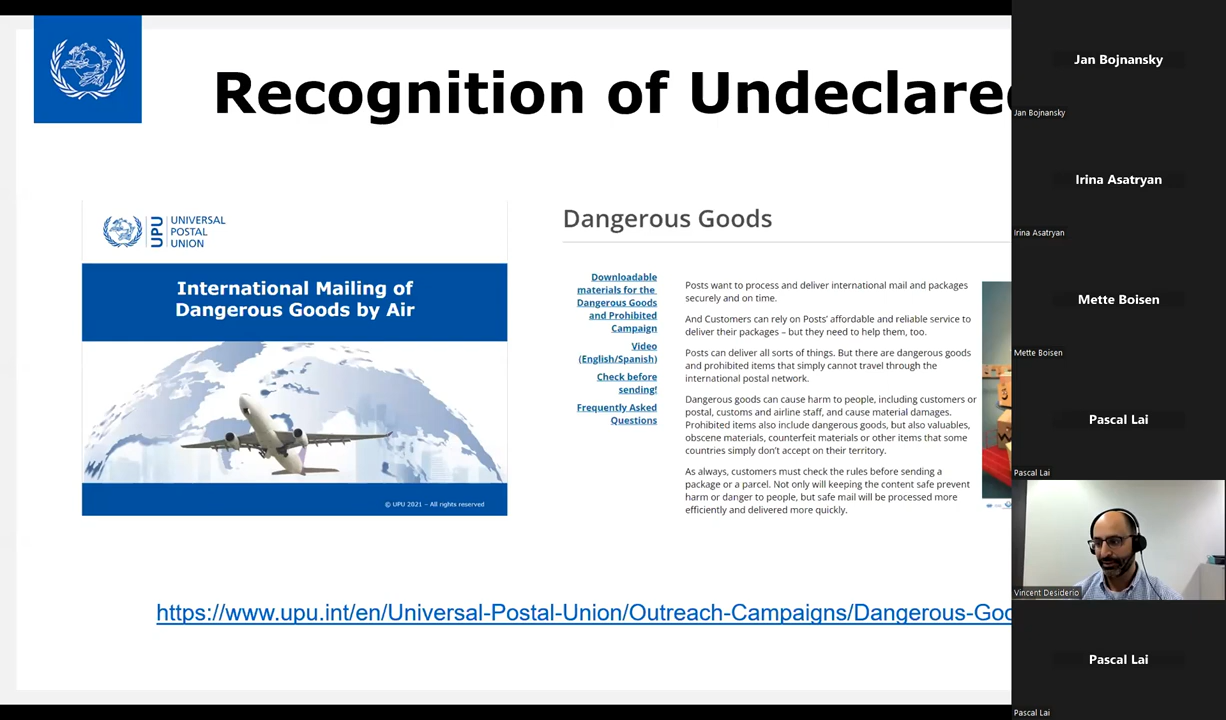 Recognition of Undeclared
UPU
UNIVERSAL
POSTAL
UNION
International Mailing of
Dangerous Goods by Air
© UPU 2021 – All rights reserved
Dangerous Goods
Downloadable
materials for the
Dangerous Goods
and Prohibited
Campaign
Video
(English/Spanish)
Check before
sending!
Frequently Asked
Questions
Posts want to process and deliver international mail and packages
securely and on time.
And Customers can rely on Posts' affordable and reliable service to
deliver their packages – but they need to help them, too.
Posts can deliver all sorts of things. But there are dangerous goods
and prohibited items that simply cannot travel through the
international postal network.
Dangerous goods can cause harm to people, including customers or
postal, customs and airline staff, and cause material damages.
Prohibited items also include dangerous goods, but also valuables,
obscene materials, counterfeit materials or other items that some
countries simply don't accept on their territory.
As always, customers must check the rules before sending a
package or a parcel. Not only will keeping the content safe prevent
harm or danger to people, but safe mail will be processed more
efficiently and delivered more quickly.
https://www.upu.int/en/Universal-Postal-Union/Outreach-Campaigns/Dangerous-Goo
Jan Bojnansky
Jan Bojnansky
Irina Asatryan
Irina Asatryan
Mette Boisen
Mette Boisen
Pascal Lai
Pascal Lai
Vincent Desiderio
Pascal Lai
Pascal Lai